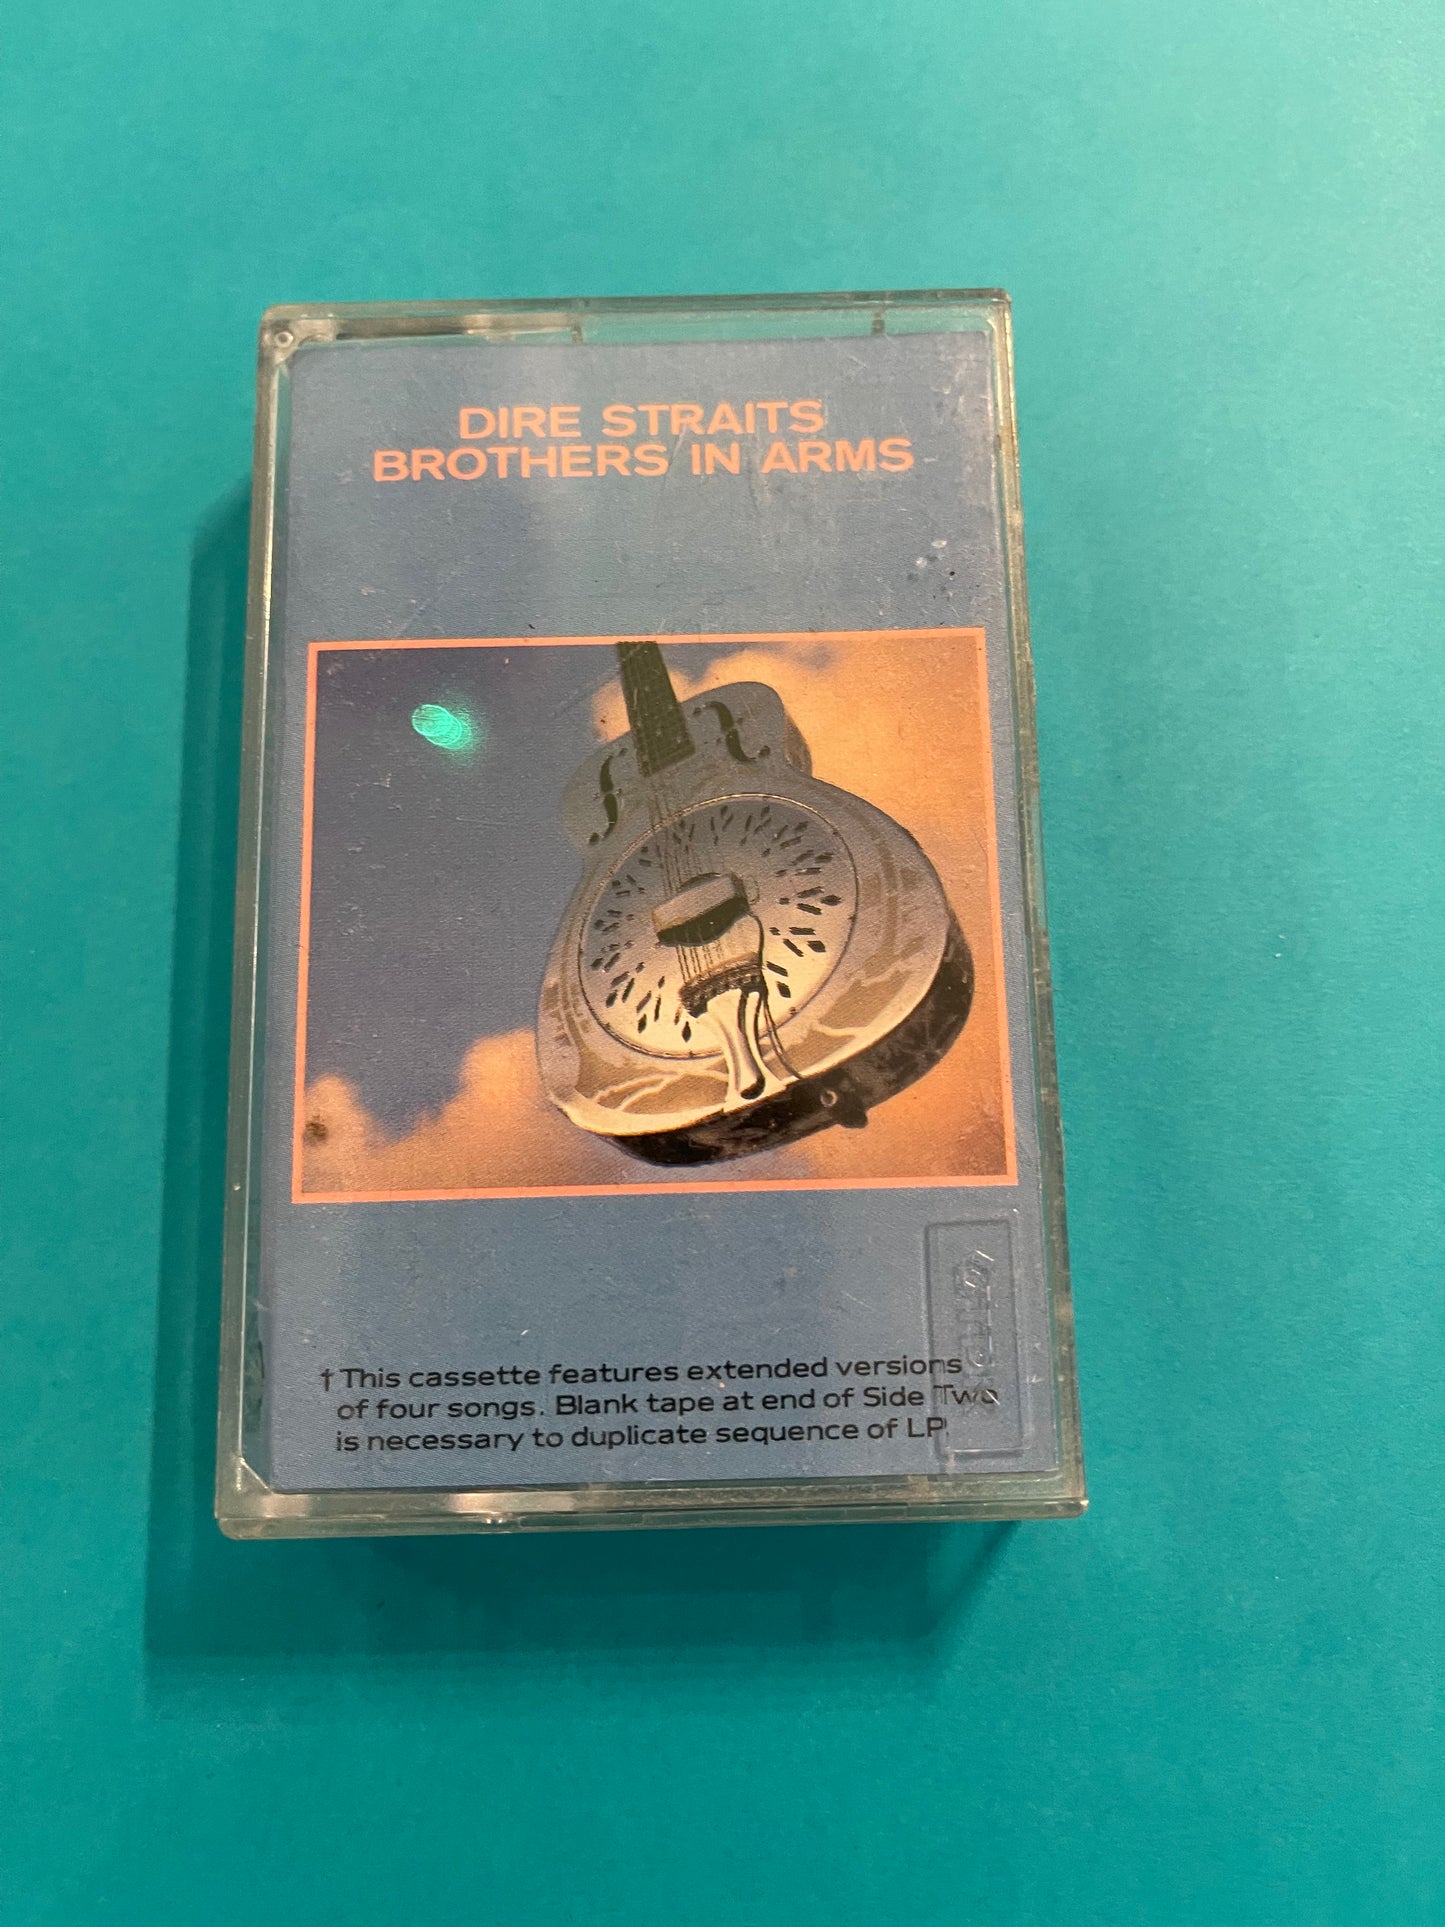 DIRE STRAITS
BROTHERS IN ARMS
† This cassette features extended versions
of four songs. Blank tape at end of Side Two
is necessary to duplicate sequence of LP.